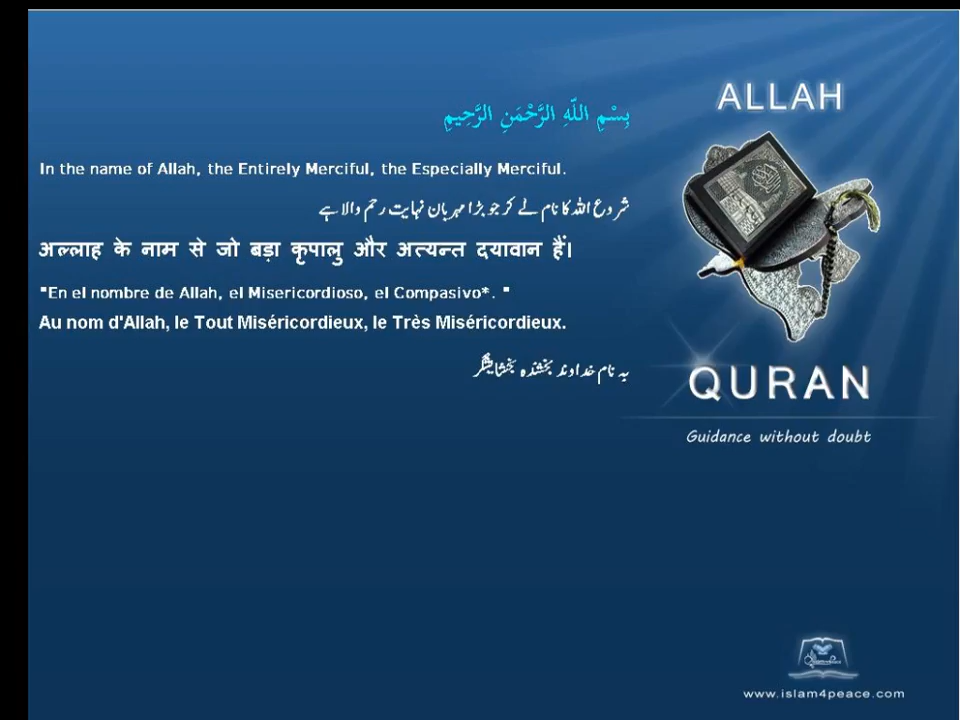 بِسْمِ اللَّهِ الرَّحْمَنِ الرَّحِيمِ
In the name of Allah, the Entirely Merciful, the Especially Merciful.
شروع اللہ کا نام لے کر جو بڑا مہربان نہایت رحم والا ہے
अल्लाह के नाम से जो बड़ा कृपालु और अत्यन्त दयावान हैं।
"En el nombre de Allah, el Misericordioso, el Compasivo*. "
Au nom d'Allah, le Tout Miséricordieux, le Très Miséricordieux.
به نام خداوند بخشنده بخشایشگر
ALLAH
QURAN
Guidance without doubt
www.islam4peace.com